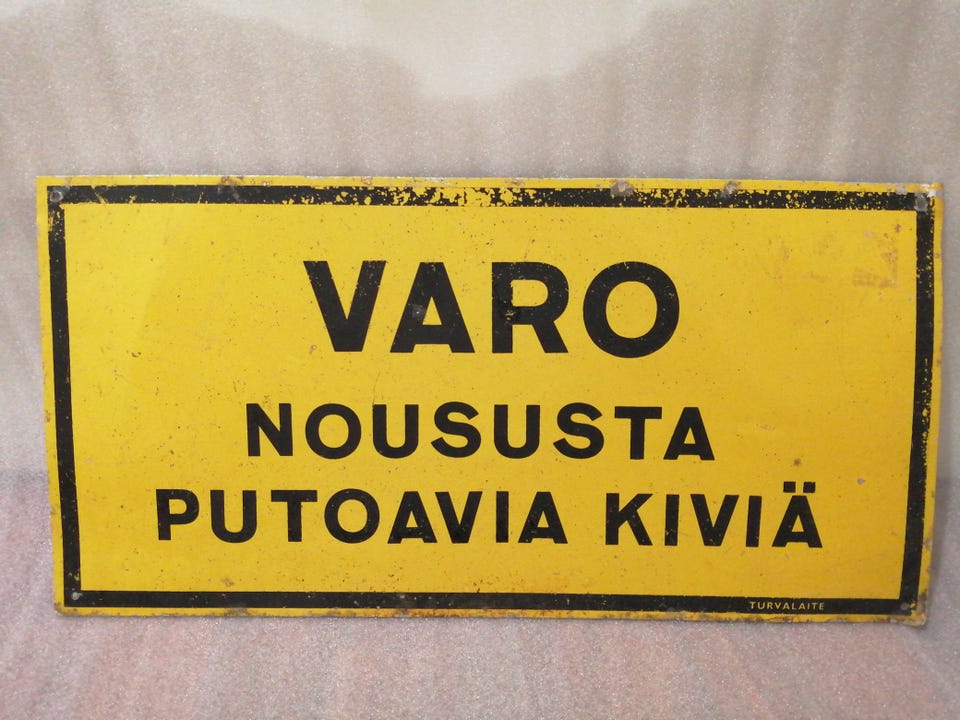 VARO
NOUSUSTA
PUTOAVIA KIVIÄ
TURVALAITE